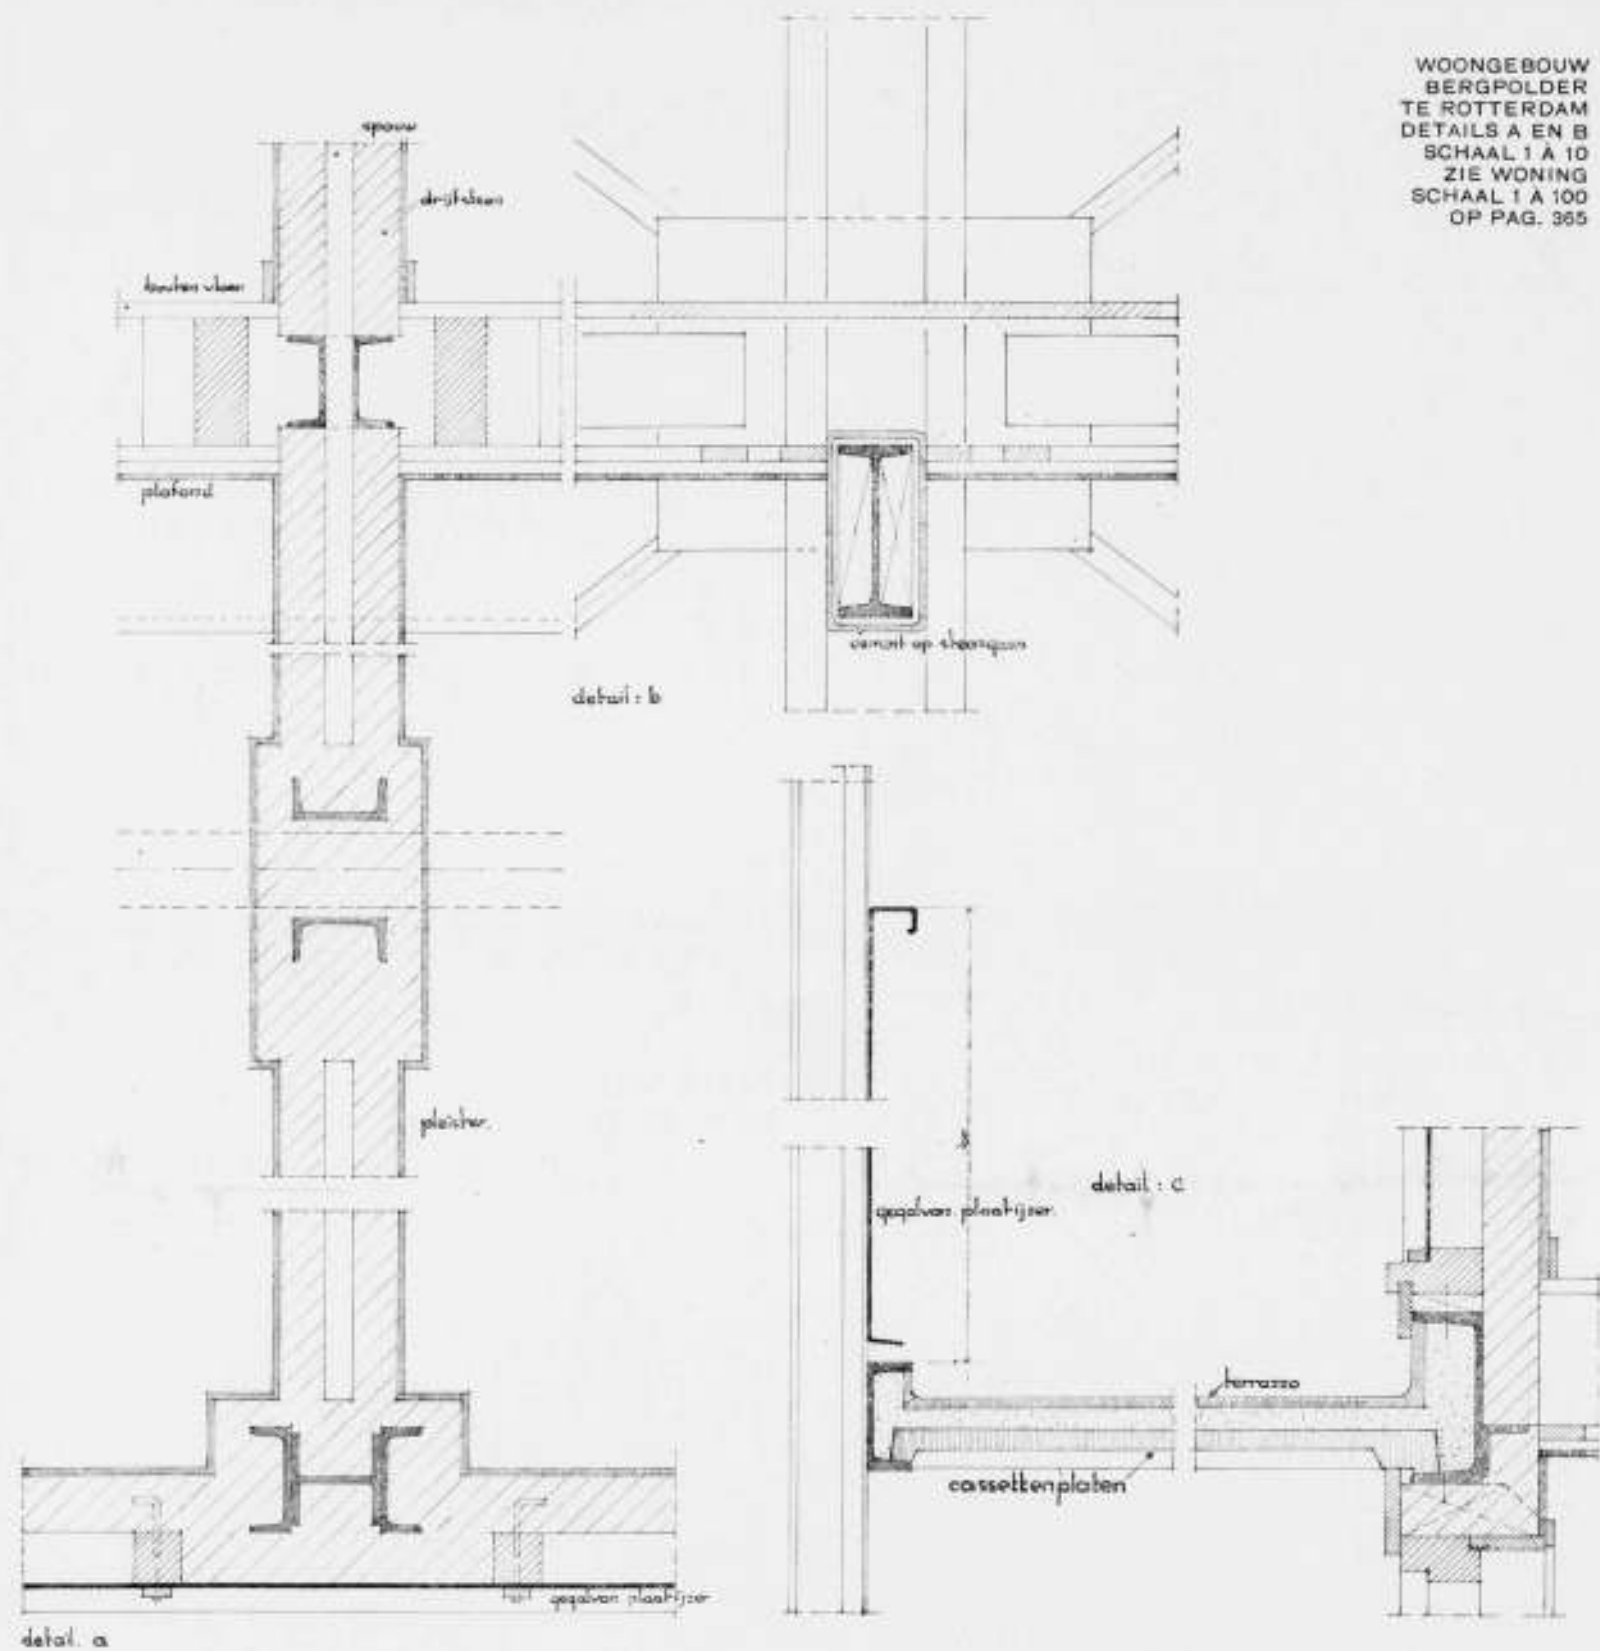 WOONGEBOUW
BERGPOLDER
TE ROTTERDAM
DETAILS A EN B
SCHAAL 1 À 10
ZIE WONING
SCHAAL 1 A 100
OP PAG. 365
spouw
drijfsteen
houten vloer
plafond
cement op steengaas
detail : b
pleister.
detail : c
gegalvan. plaatijzer.
terrazzo
cassettenplaten
gegalvan plaatijzer
detail. a